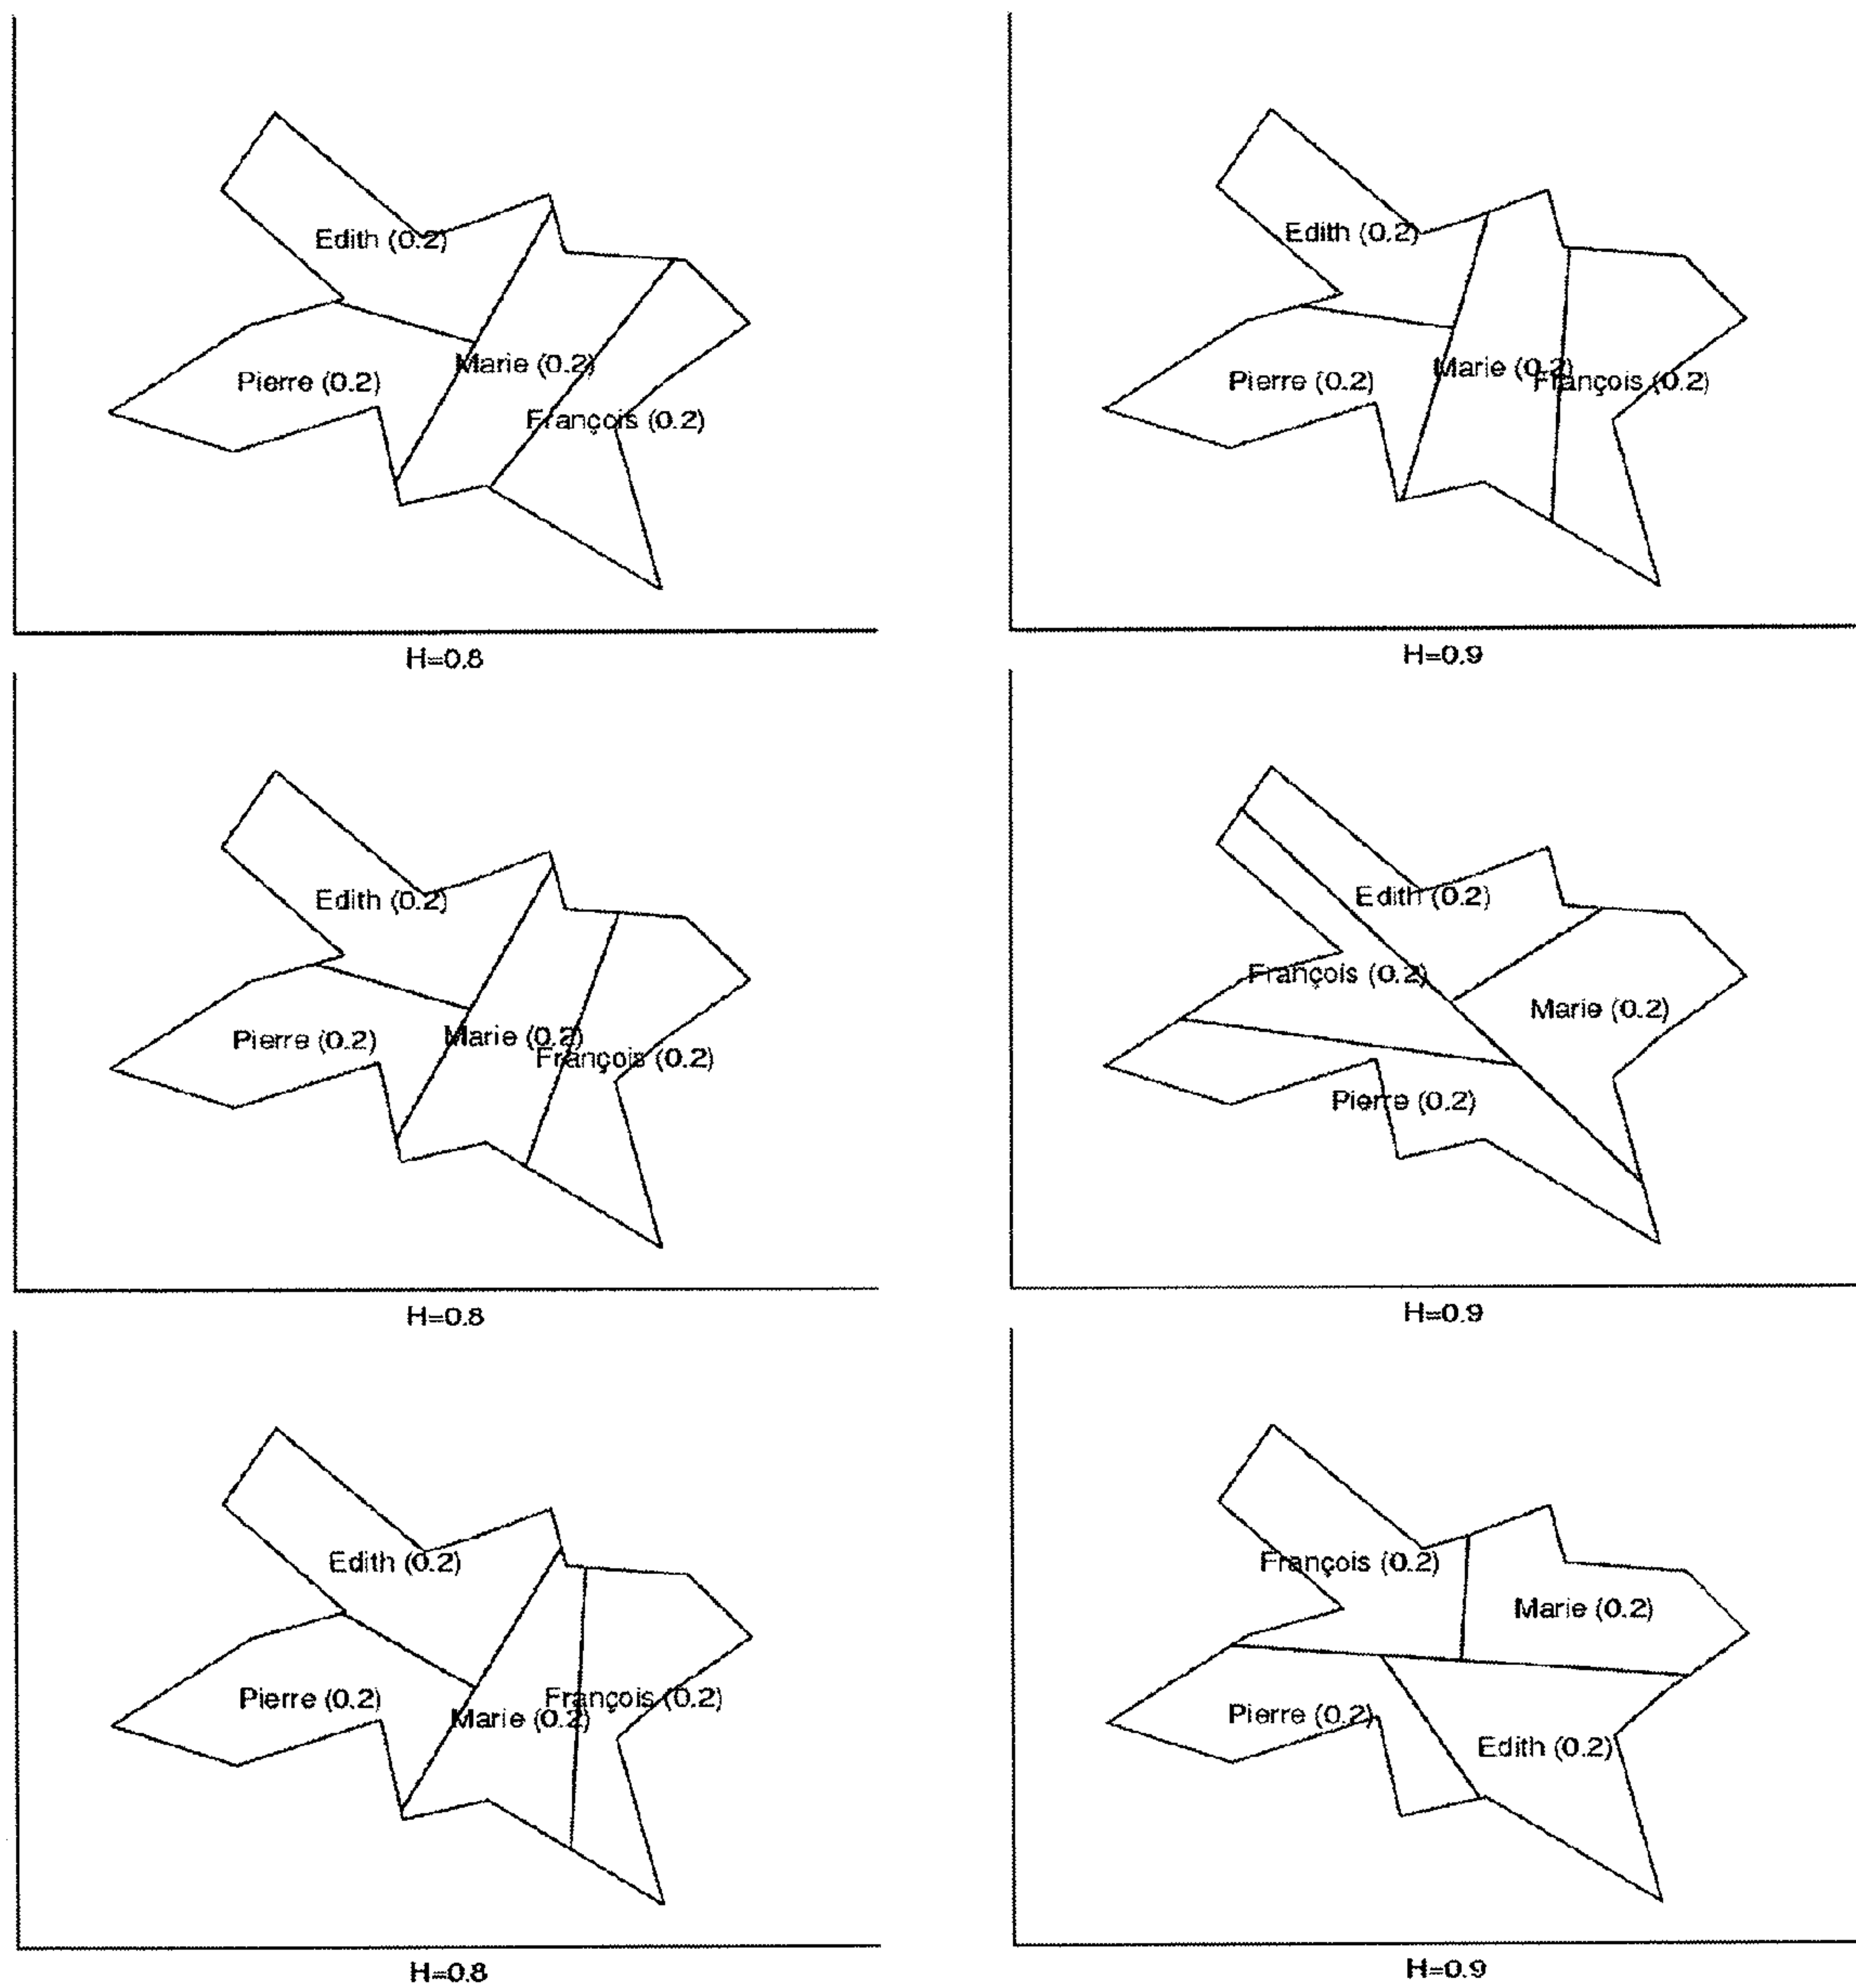 Edith (0.2)
Marie (0.2)
Pierre (0.2)
François (0.2)
H=0.8
Edith (0.2)
Marie (0.2)
Pierre (0.2)
François (0.2)
H=0.9
Edith (0.2)
Marie (0.2)
Pierre (0.2)
François (0.2)
H=0.8
Edith (0.2)
François (0.2)
Marie (0.2)
Pierre (0.2)
H=0.9
Edith (0.2)
Pierre (0.2)
François (0.2)
Marie (0.2)
H=0.8
François (0.2)
Marie (0.2)
Pierre (0.2)
Edith (0.2)
H=0.9